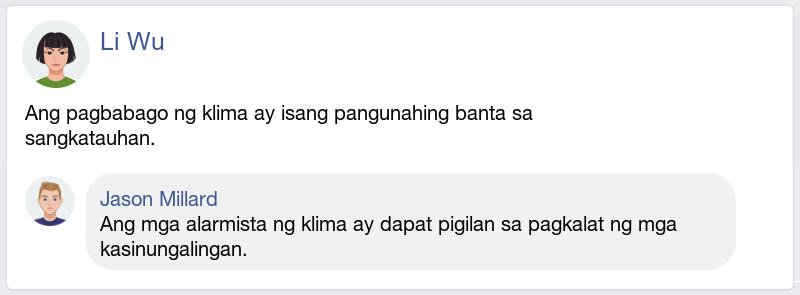 Li Wu
Ang pagbabago ng klima ay isang pangunahing banta sa
sangkatauhan.
Jason Millard
Ang mga alarmista ng klima ay dapat pigilan sa pagkalat ng mga
kasinungalingan.